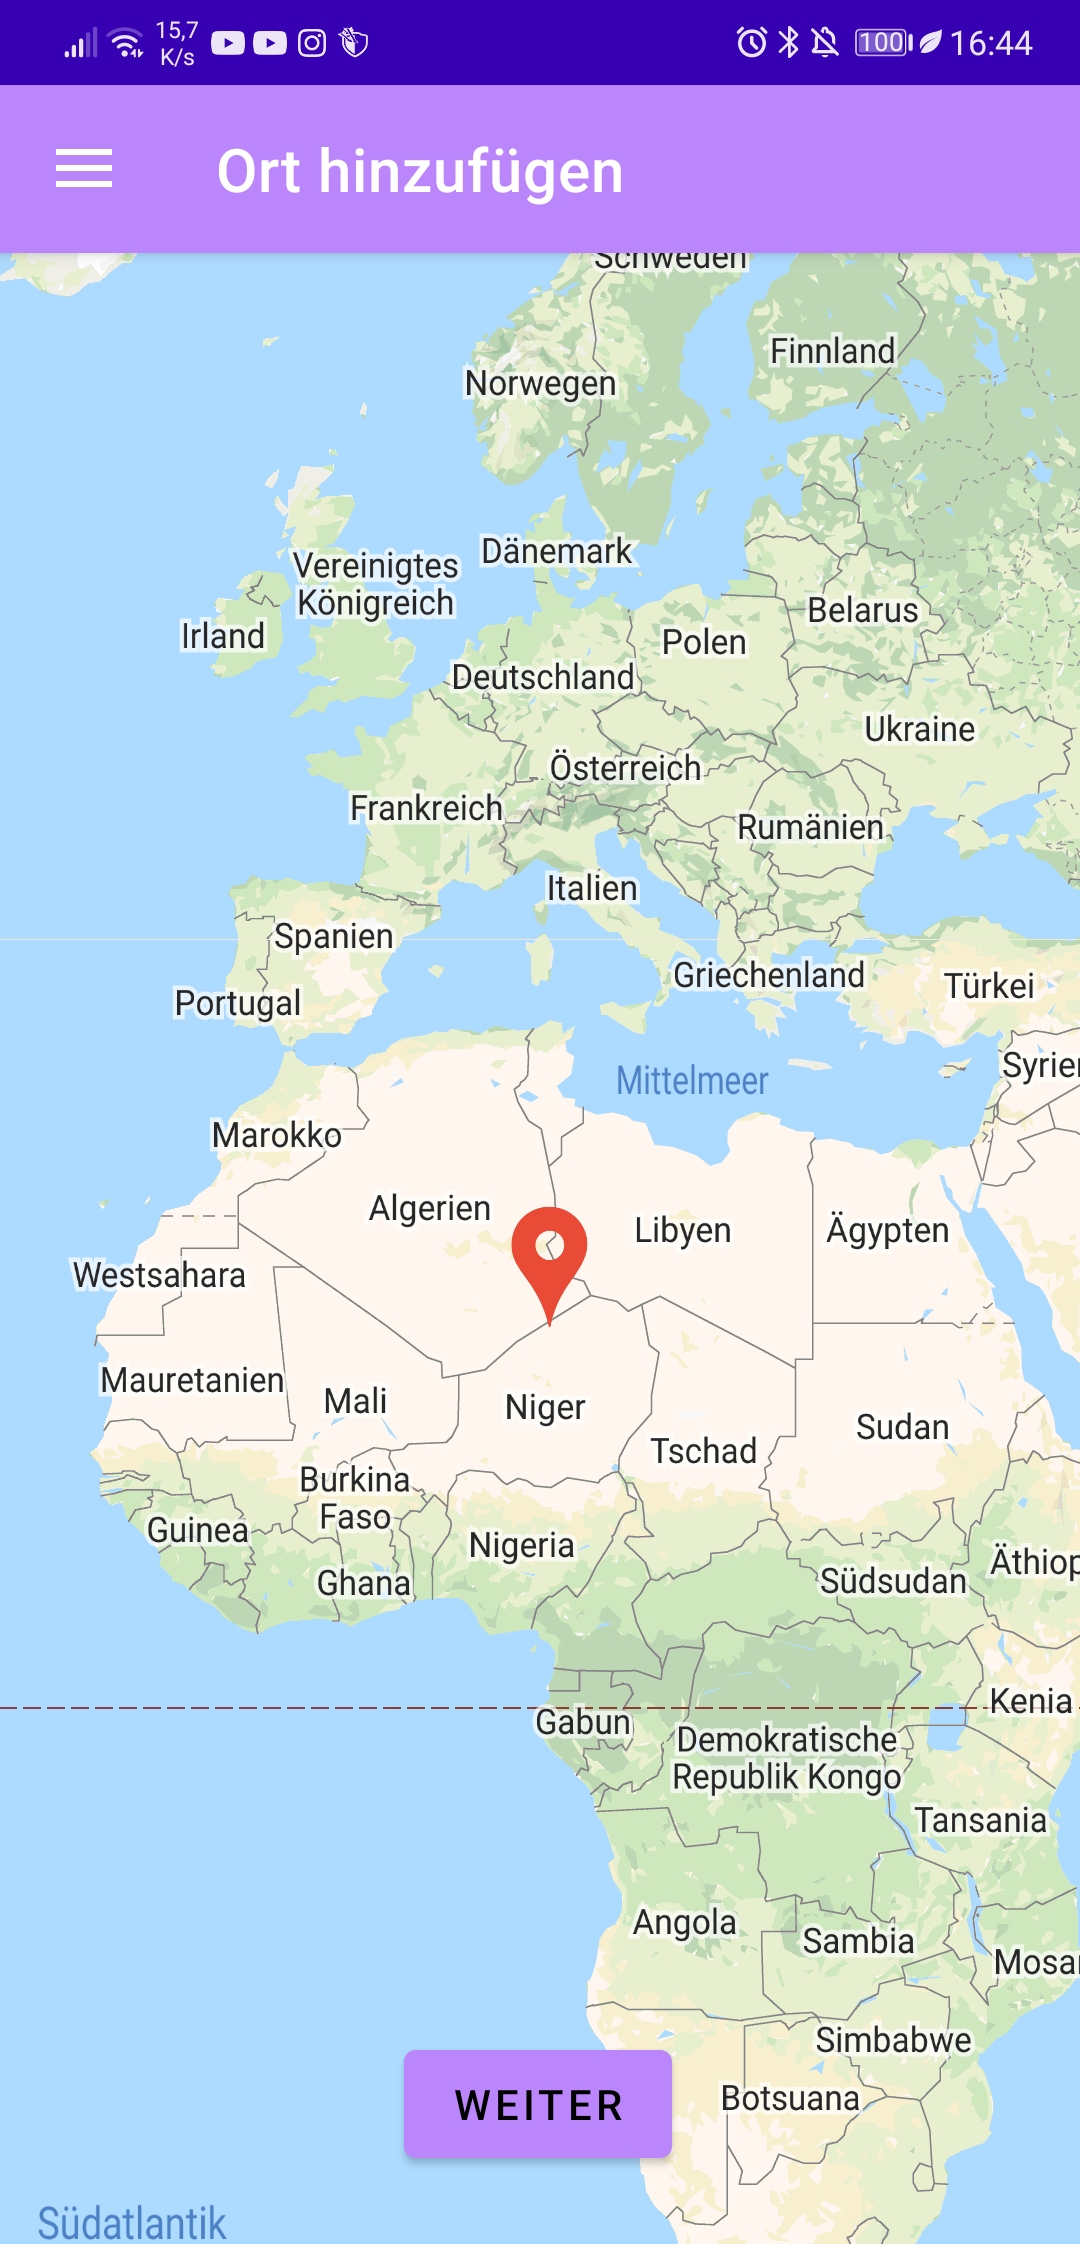 15,7
K/s
100
16:44
Ort hinzufügen
Schweden
Finnland
Norwegen
Dänemark
Vereinigtes
Königreich
Belarus
Irland
Polen
Deutschland
Ukraine
Österreich
Frankreich
Rumänien
Italien
Spanien
Griechenland
Türkei
Portugal
Syrien
Mittelmeer
Marokko
Algerien
Libyen
Ägypten
Westsahara
Mauretanien
Mali
Niger
Sudan
Tschad
Burkina
Faso
Guinea
Nigeria
Äthiop
Ghana
Südsudan
Kenia
Gabun
Demokratische
Republik Kongo
Tansania
Angola
Sambia
Mosa
Simbabwe
Botsuana
WEITER
Südatlantik